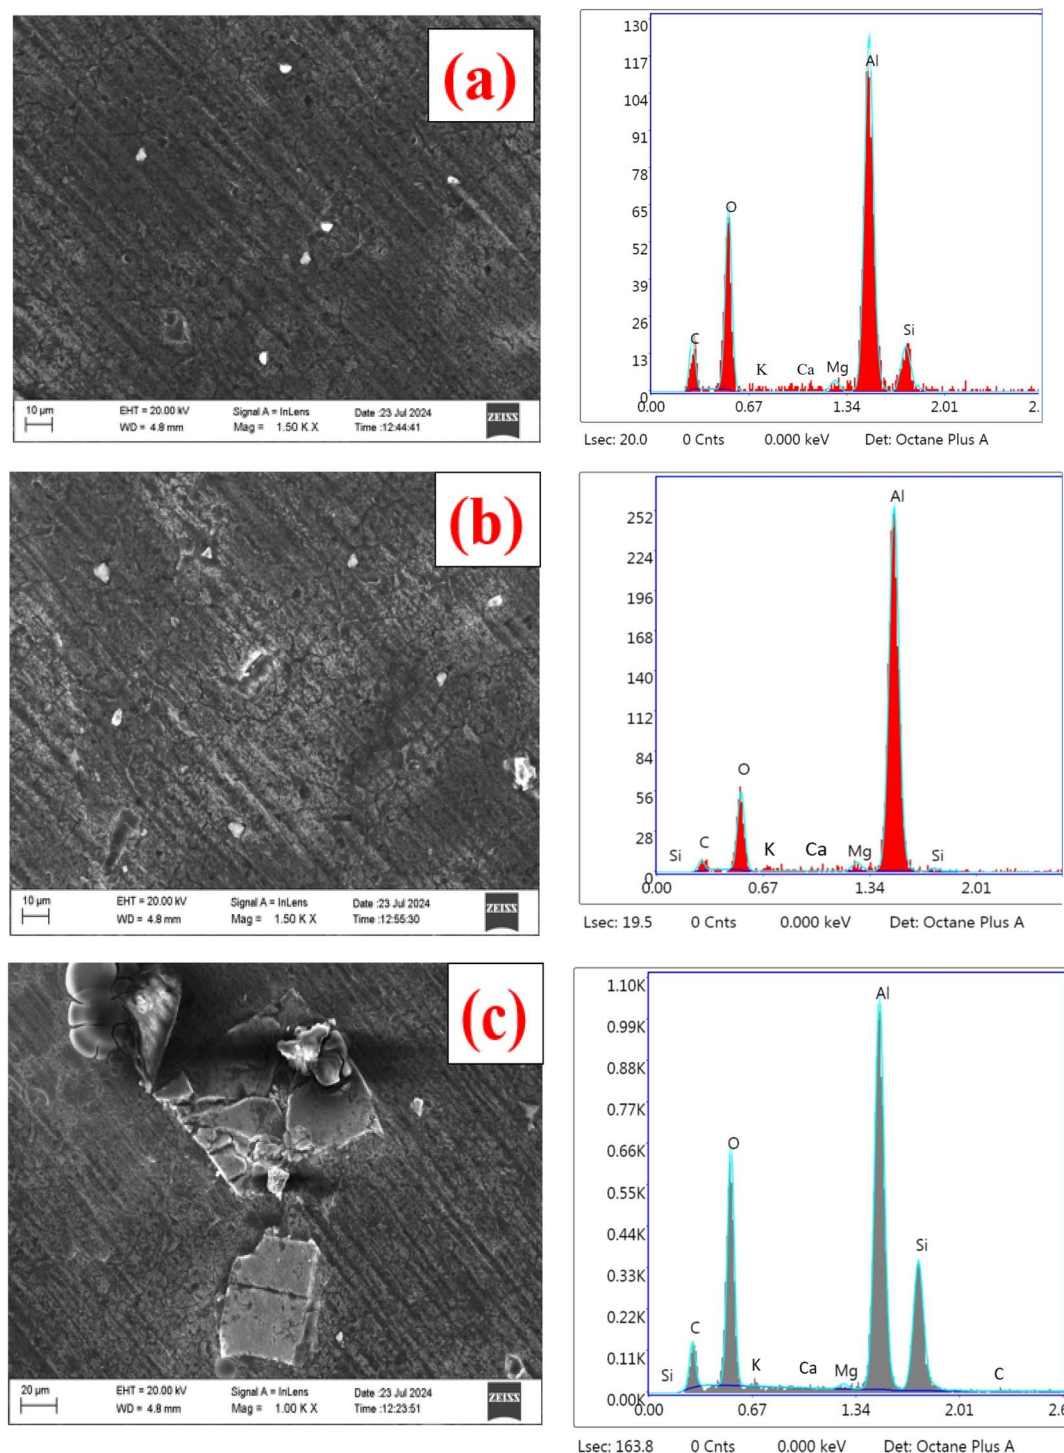 (a)
10 µm
EHT = 20.00 kV
WD = 4.8 mm
Signal A = InLens
Mag = 1.50 K X
Date :23 Jul 2024
Time :12:44:41
ZEISS
130
117
104
91
78
65
52
39
26
13
0
Al
O
C
K
Ca
Mg
Si
0.00
0.67
1.34
2.01
2.
Lsec: 20.0
0 Cnts
0.000 keV
Det: Octane Plus A
(b)
10 µm
EHT = 20.00 kV
WD = 4.8 mm
Signal A = InLens
Mag = 1.50 K X
Date :23 Jul 2024
Time :12:55:30
ZEISS
252
224
196
168
140
112
84
56
28
0
Al
O
Si
C
K
Ca
Mg
Si
0.00
0.67
1.34
2.01
Lsec: 19.5
0 Cnts
0.000 keV
Det: Octane Plus A
(c)
20 µm
EHT = 20.00 kV
WD = 4.8 mm
Signal A = InLens
Mag = 1.00 K X
Date :23 Jul 2024
Time :12:23:51
ZEISS
1.10K
0.99K
0.88K
0.77K
0.66K
0.55K
0.44K
0.33K
0.22K
0.11K
0.00K
Al
O
Si
C
Si
K
Ca
Mg
C
0.00
0.67
1.34
2.01
2.6
Lsec: 163.8
0 Cnts
0.000 keV
Det: Octane Plus A